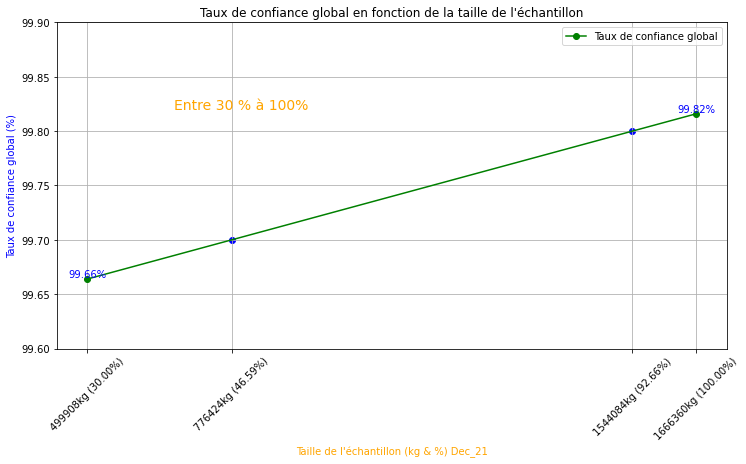 Taux de confiance global en fonction de la taille de l'échantillon
99.90
Taux de confiance global
99.85
Entre 30 % à 100%
99.82%
99.80
Taux de confiance global (%)
99.75
99.70
99.66%
99.65
99.60
499908kg (30.00%)
776424kg (46.59%)
1544084kg (92.66%)
1666360kg (100.00%)
Taille de l'échantillon (kg & %) Dec_21